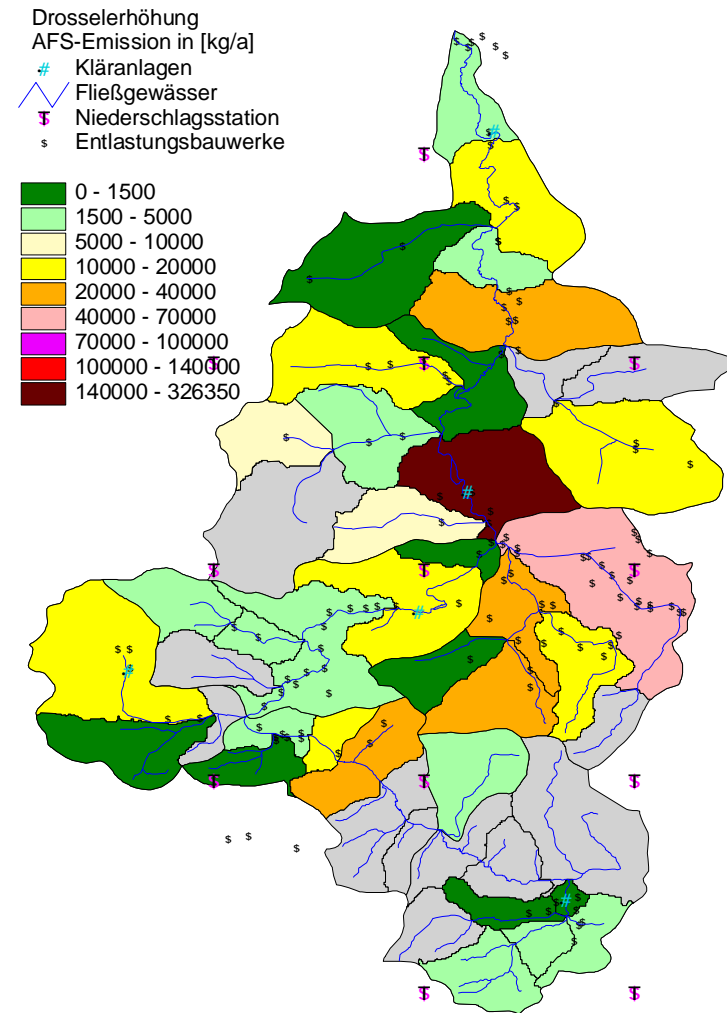 Drosselerhöhung
AFS-Emission in [kg/a]
# Kläranlagen
Fließgewässer
Niederschlagsstation
$ Entlastungsbauwerke
0 - 1500
1500 - 5000
5000 - 10000
10000 - 20000
20000 - 40000
40000 - 70000
70000 - 100000
100000 - 140000
140000 - 326350